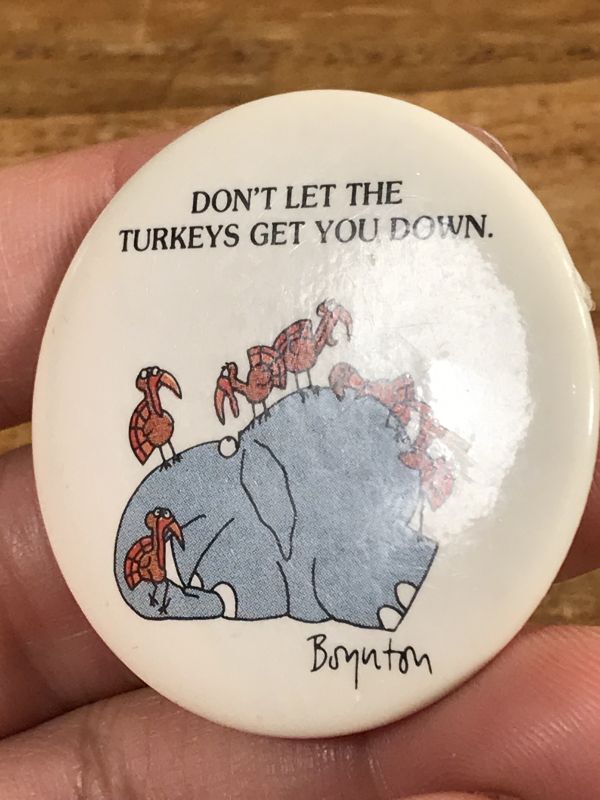 DON'T LET THE
TURKEYS GET YOU DOWN.
Boynton